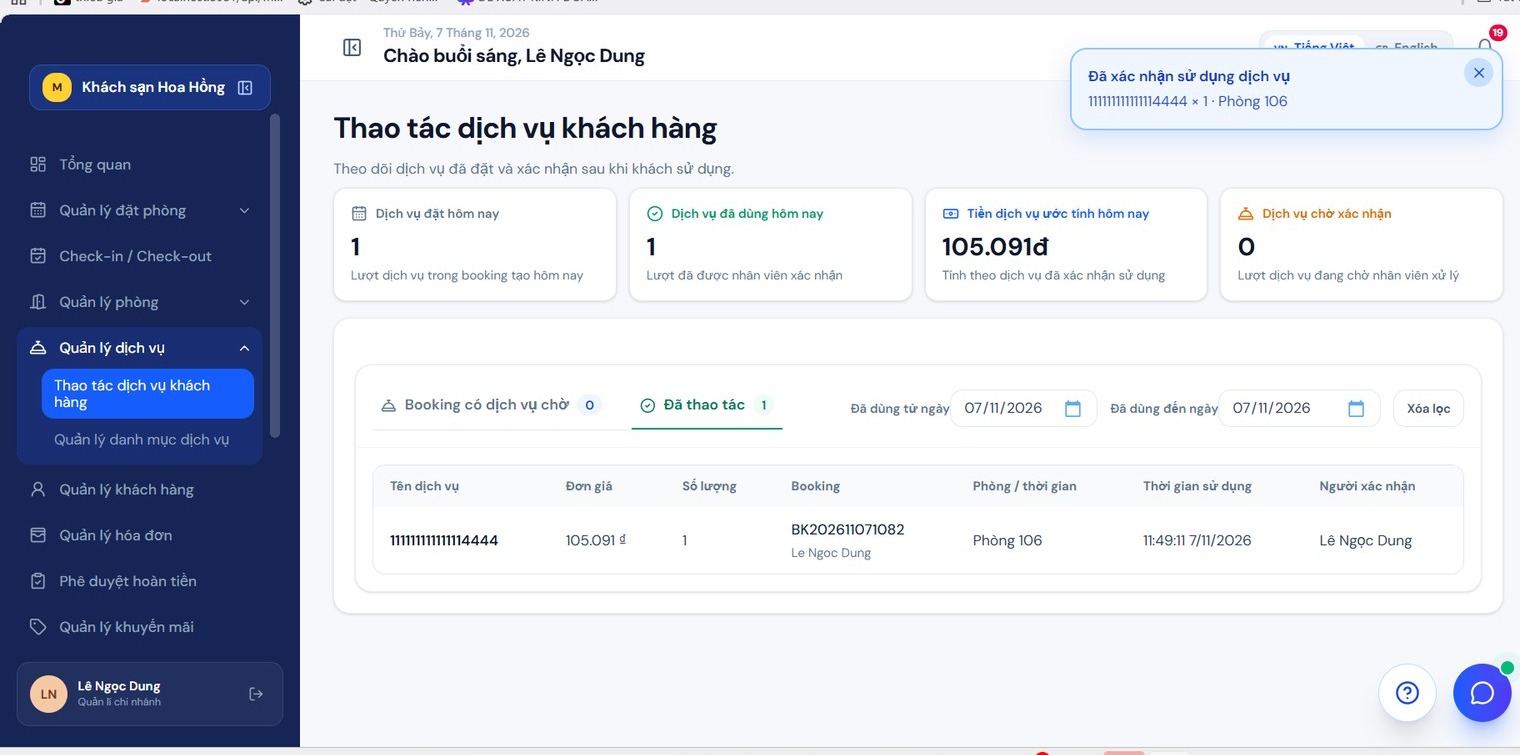 Thứ Bảy, 7 Tháng 11, 2026
Chào buổi sáng, Lê Ngọc Dung
VN Tiếng Việt
GB English
19
Đã xác nhận sử dụng dịch vụ
111111111111114444 × 1 · Phòng 106
M
Khách sạn Hoa Hồng
Tổng quan
Quản lý đặt phòng
Check-in / Check-out
Quản lý phòng
Quản lý dịch vụ
Thao tác dịch vụ khách
hàng
Quản lý danh mục dịch vụ
Quản lý khách hàng
Quản lý hóa đơn
Phê duyệt hoàn tiền
Quản lý khuyến mãi
LN
Lê Ngọc Dung
Quản lí chi nhánh
Thao tác dịch vụ khách hàng
Theo dõi dịch vụ đã đặt và xác nhận sau khi khách sử dụng.
Dịch vụ đặt hôm nay
1
Lượt dịch vụ trong booking tạo hôm nay
Dịch vụ đã dùng hôm nay
1
Lượt đã được nhân viên xác nhận
Tiền dịch vụ ước tính hôm nay
105.091đ
Tính theo dịch vụ đã xác nhận sử dụng
Dịch vụ chờ xác nhận
0
Lượt dịch vụ đang chờ nhân viên xử lý
Booking có dịch vụ chờ 0
Đã thao tác 1
Đã dùng từ ngày 07/11/2026
Đã dùng đến ngày 07/11/2026
Xóa lọc
Tên dịch vụ Đơn giá Số lượng Booking Phòng / thời gian Thời gian sử dụng Người xác nhận
111111111111114444 105.091 ₫ 1 BK202611071082 Phòng 106 11:49:11 7/11/2026 Lê Ngọc Dung
Le Ngoc Dung